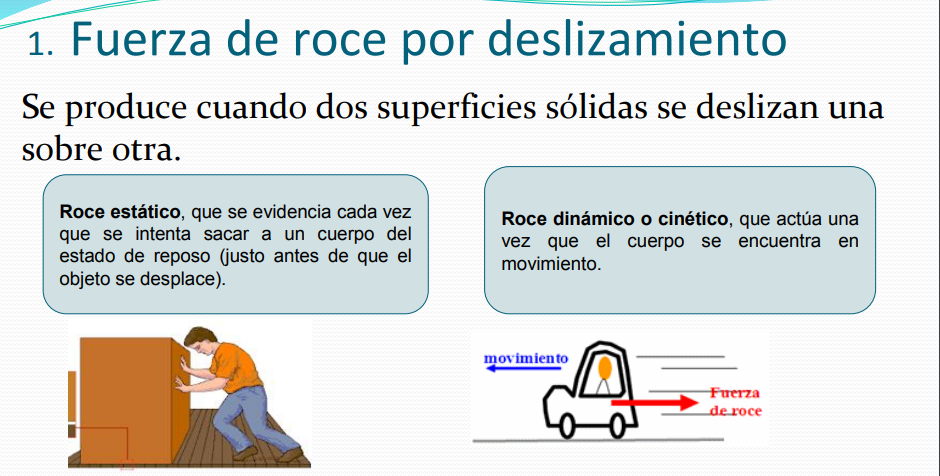 1. Fuerza de roce por deslizamiento
Se produce cuando dos superficies sólidas se deslizan una
sobre otra.
Roce estático, que se evidencia cada vez
que se intenta sacar a un cuerpo del
estado de reposo (justo antes de que el
objeto se desplace).
Roce dinámico o cinético, que actúa una
vez que el cuerpo se encuentra en
movimiento.
movimiento
Fuerza
de roce